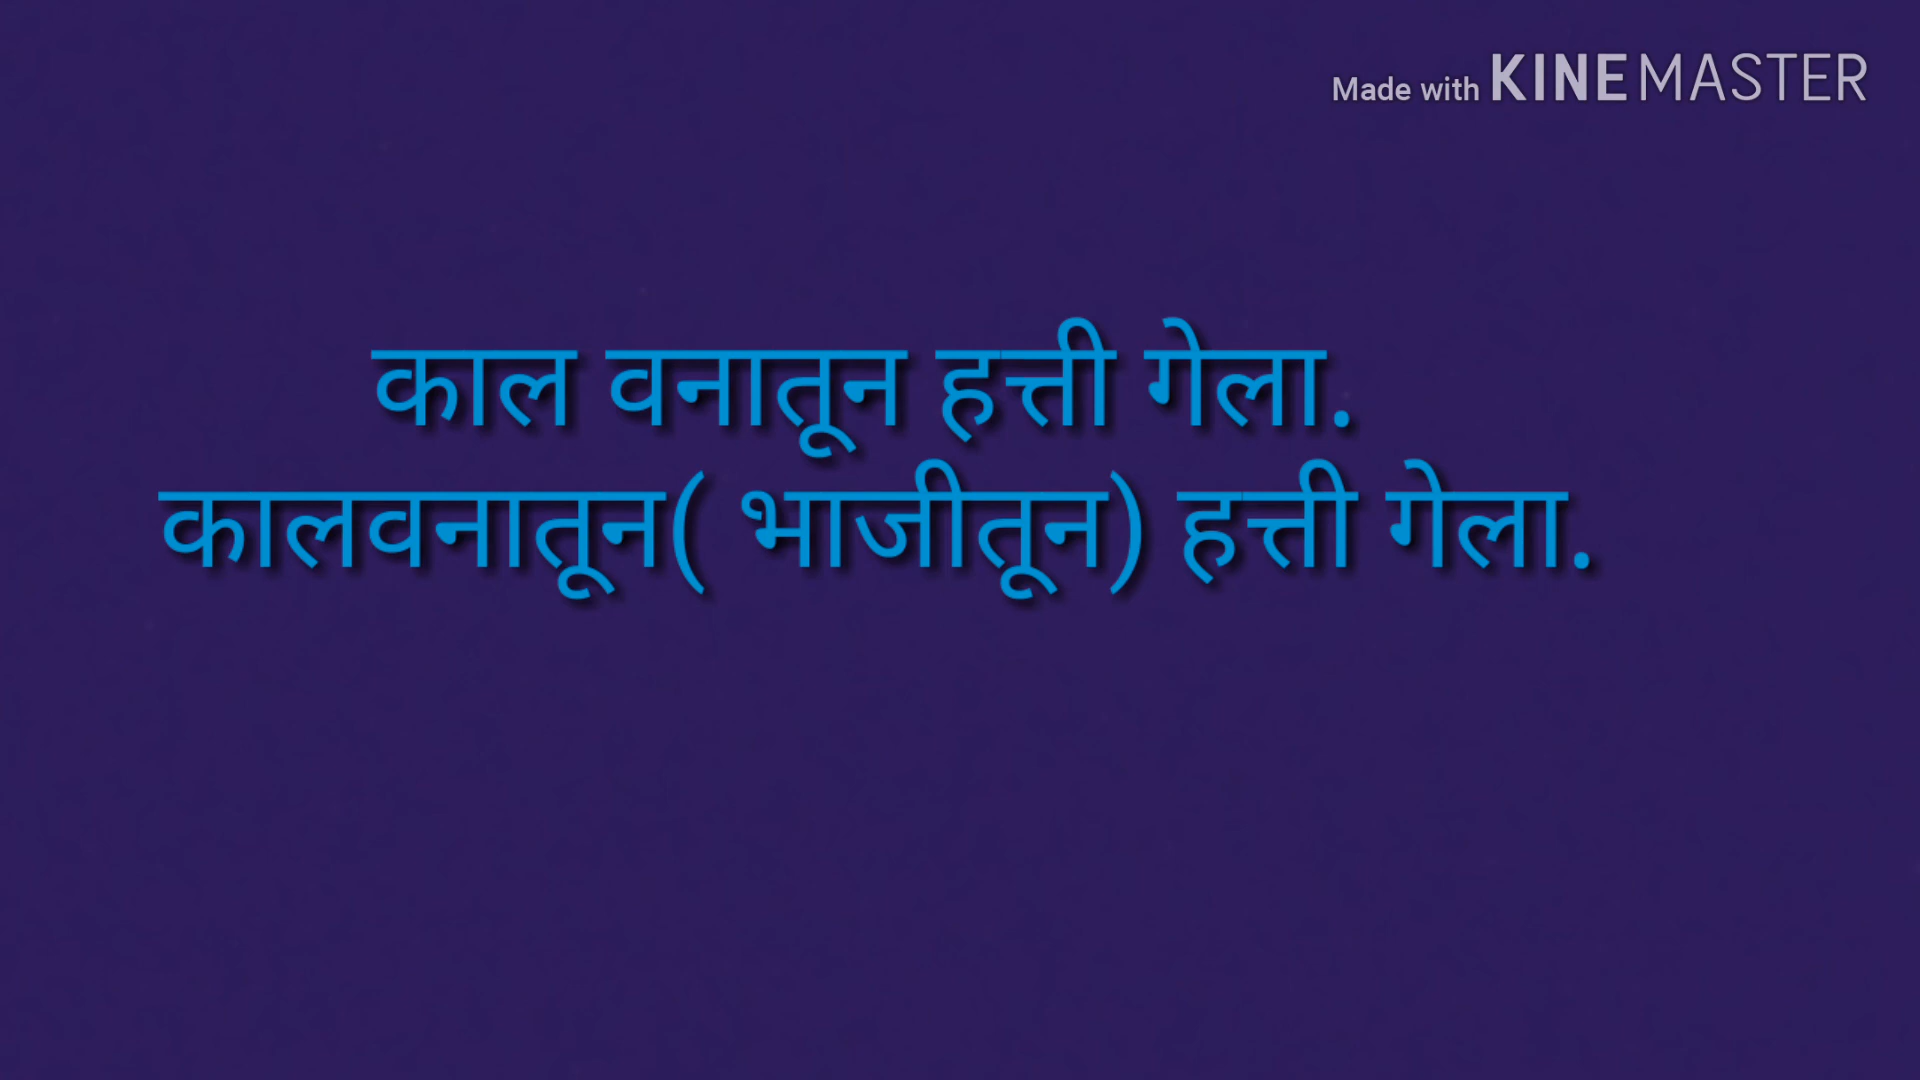 Made with KINEMASTER
काल वनातून हत्ती गेला.
कालवनातून( भाजीतून) हत्ती गेला.